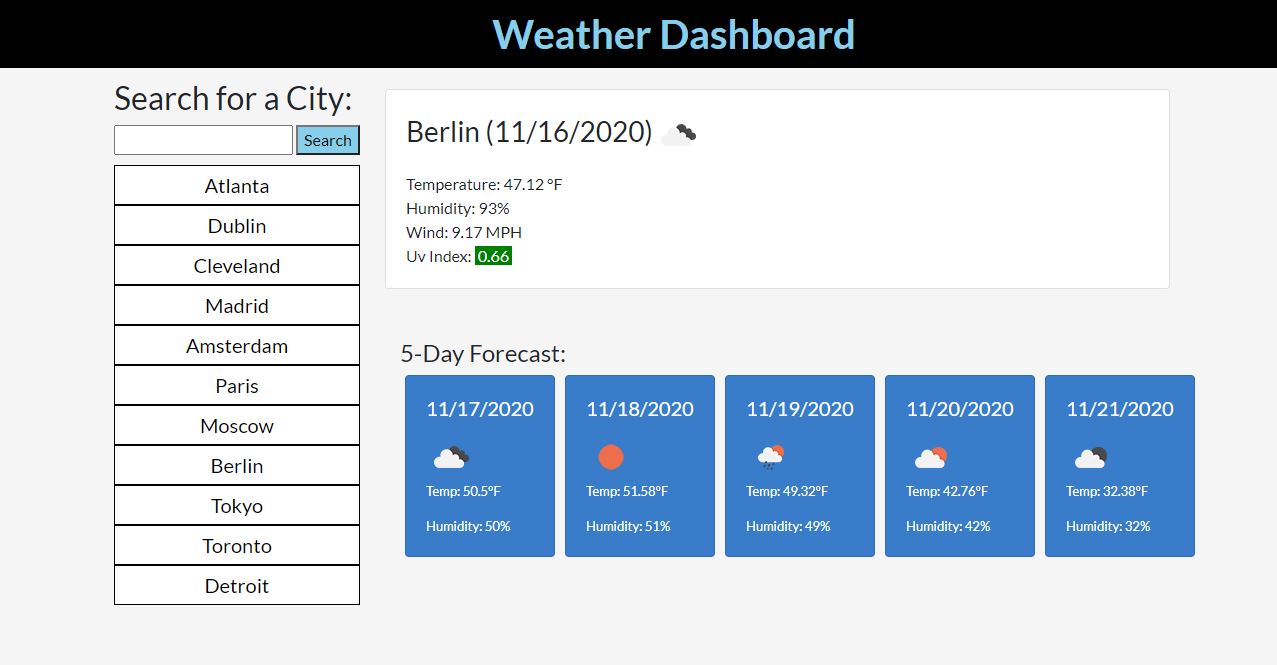 Weather Dashboard
Search for a City:
Search
Atlanta
Dublin
Cleveland
Madrid
Amsterdam
Paris
Moscow
Berlin
Tokyo
Toronto
Detroit
Berlin (11/16/2020)
Temperature: 47.12 °F
Humidity: 93%
Wind: 9.17 MPH
Uv Index: 0.66
5-Day Forecast:
11/17/2020
Temp: 50.5°F
Humidity: 50%
11/18/2020
Temp: 51.58°F
Humidity: 51%
11/19/2020
Temp: 49.32°F
Humidity: 49%
11/20/2020
Temp: 42.76°F
Humidity: 42%
11/21/2020
Temp: 32.38°F
Humidity: 32%